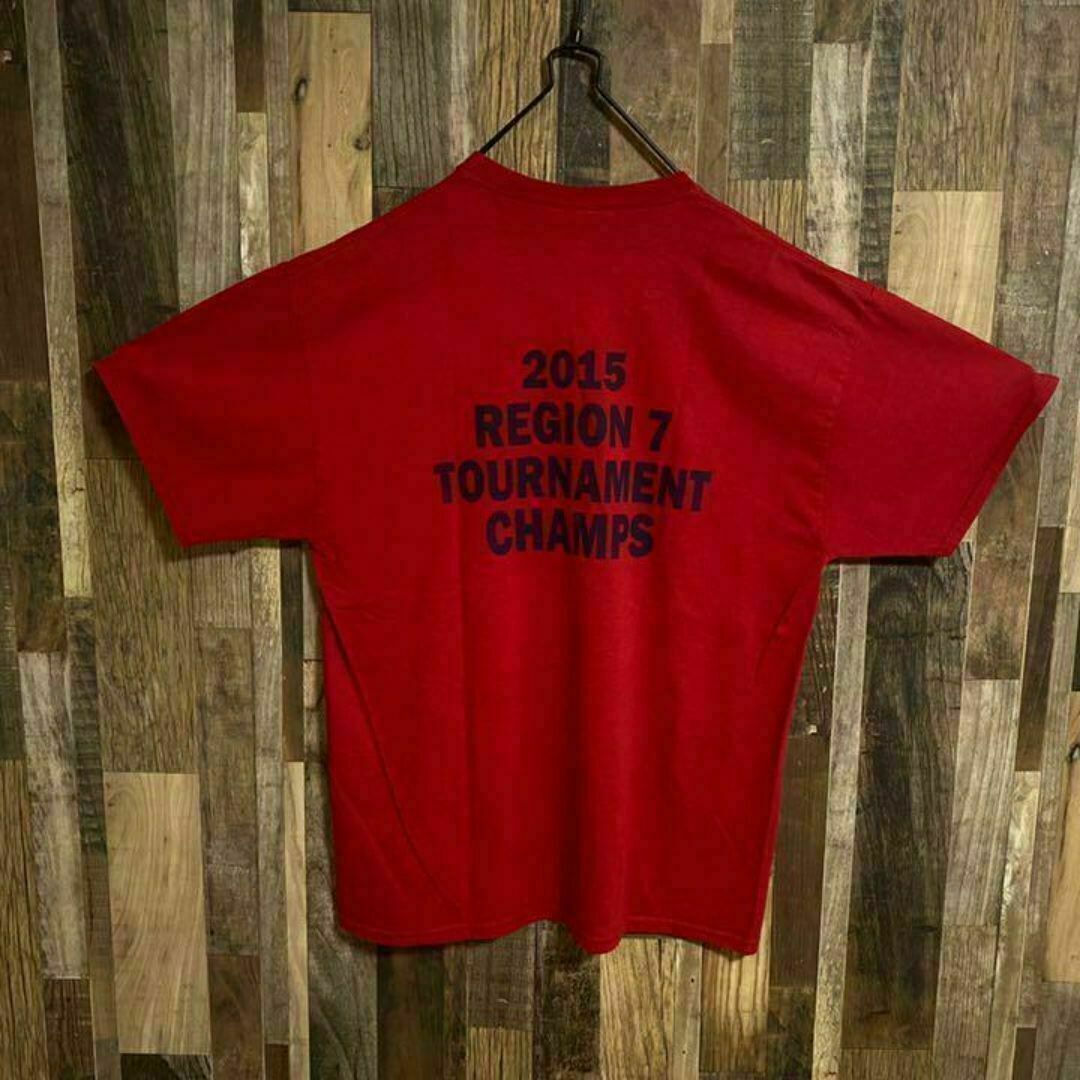 2015
REGION 7
TOURNAMENT
CHAMPS